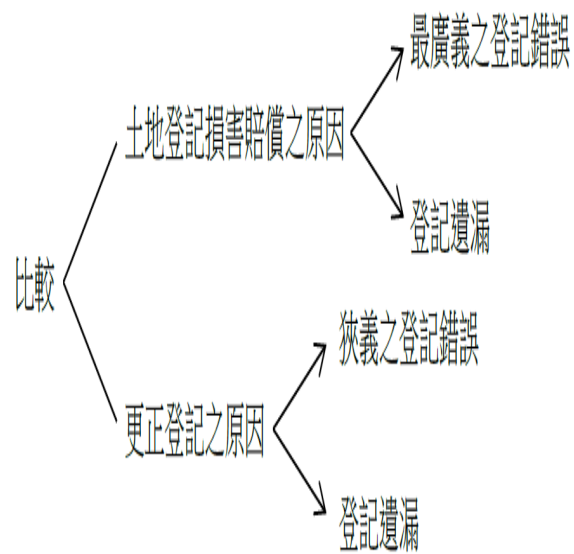 最廣義之登記錯誤
土地登記損害賠償之原因
登記遺漏
比較
狹義之登記錯誤
更正登記之原因
登記遺漏